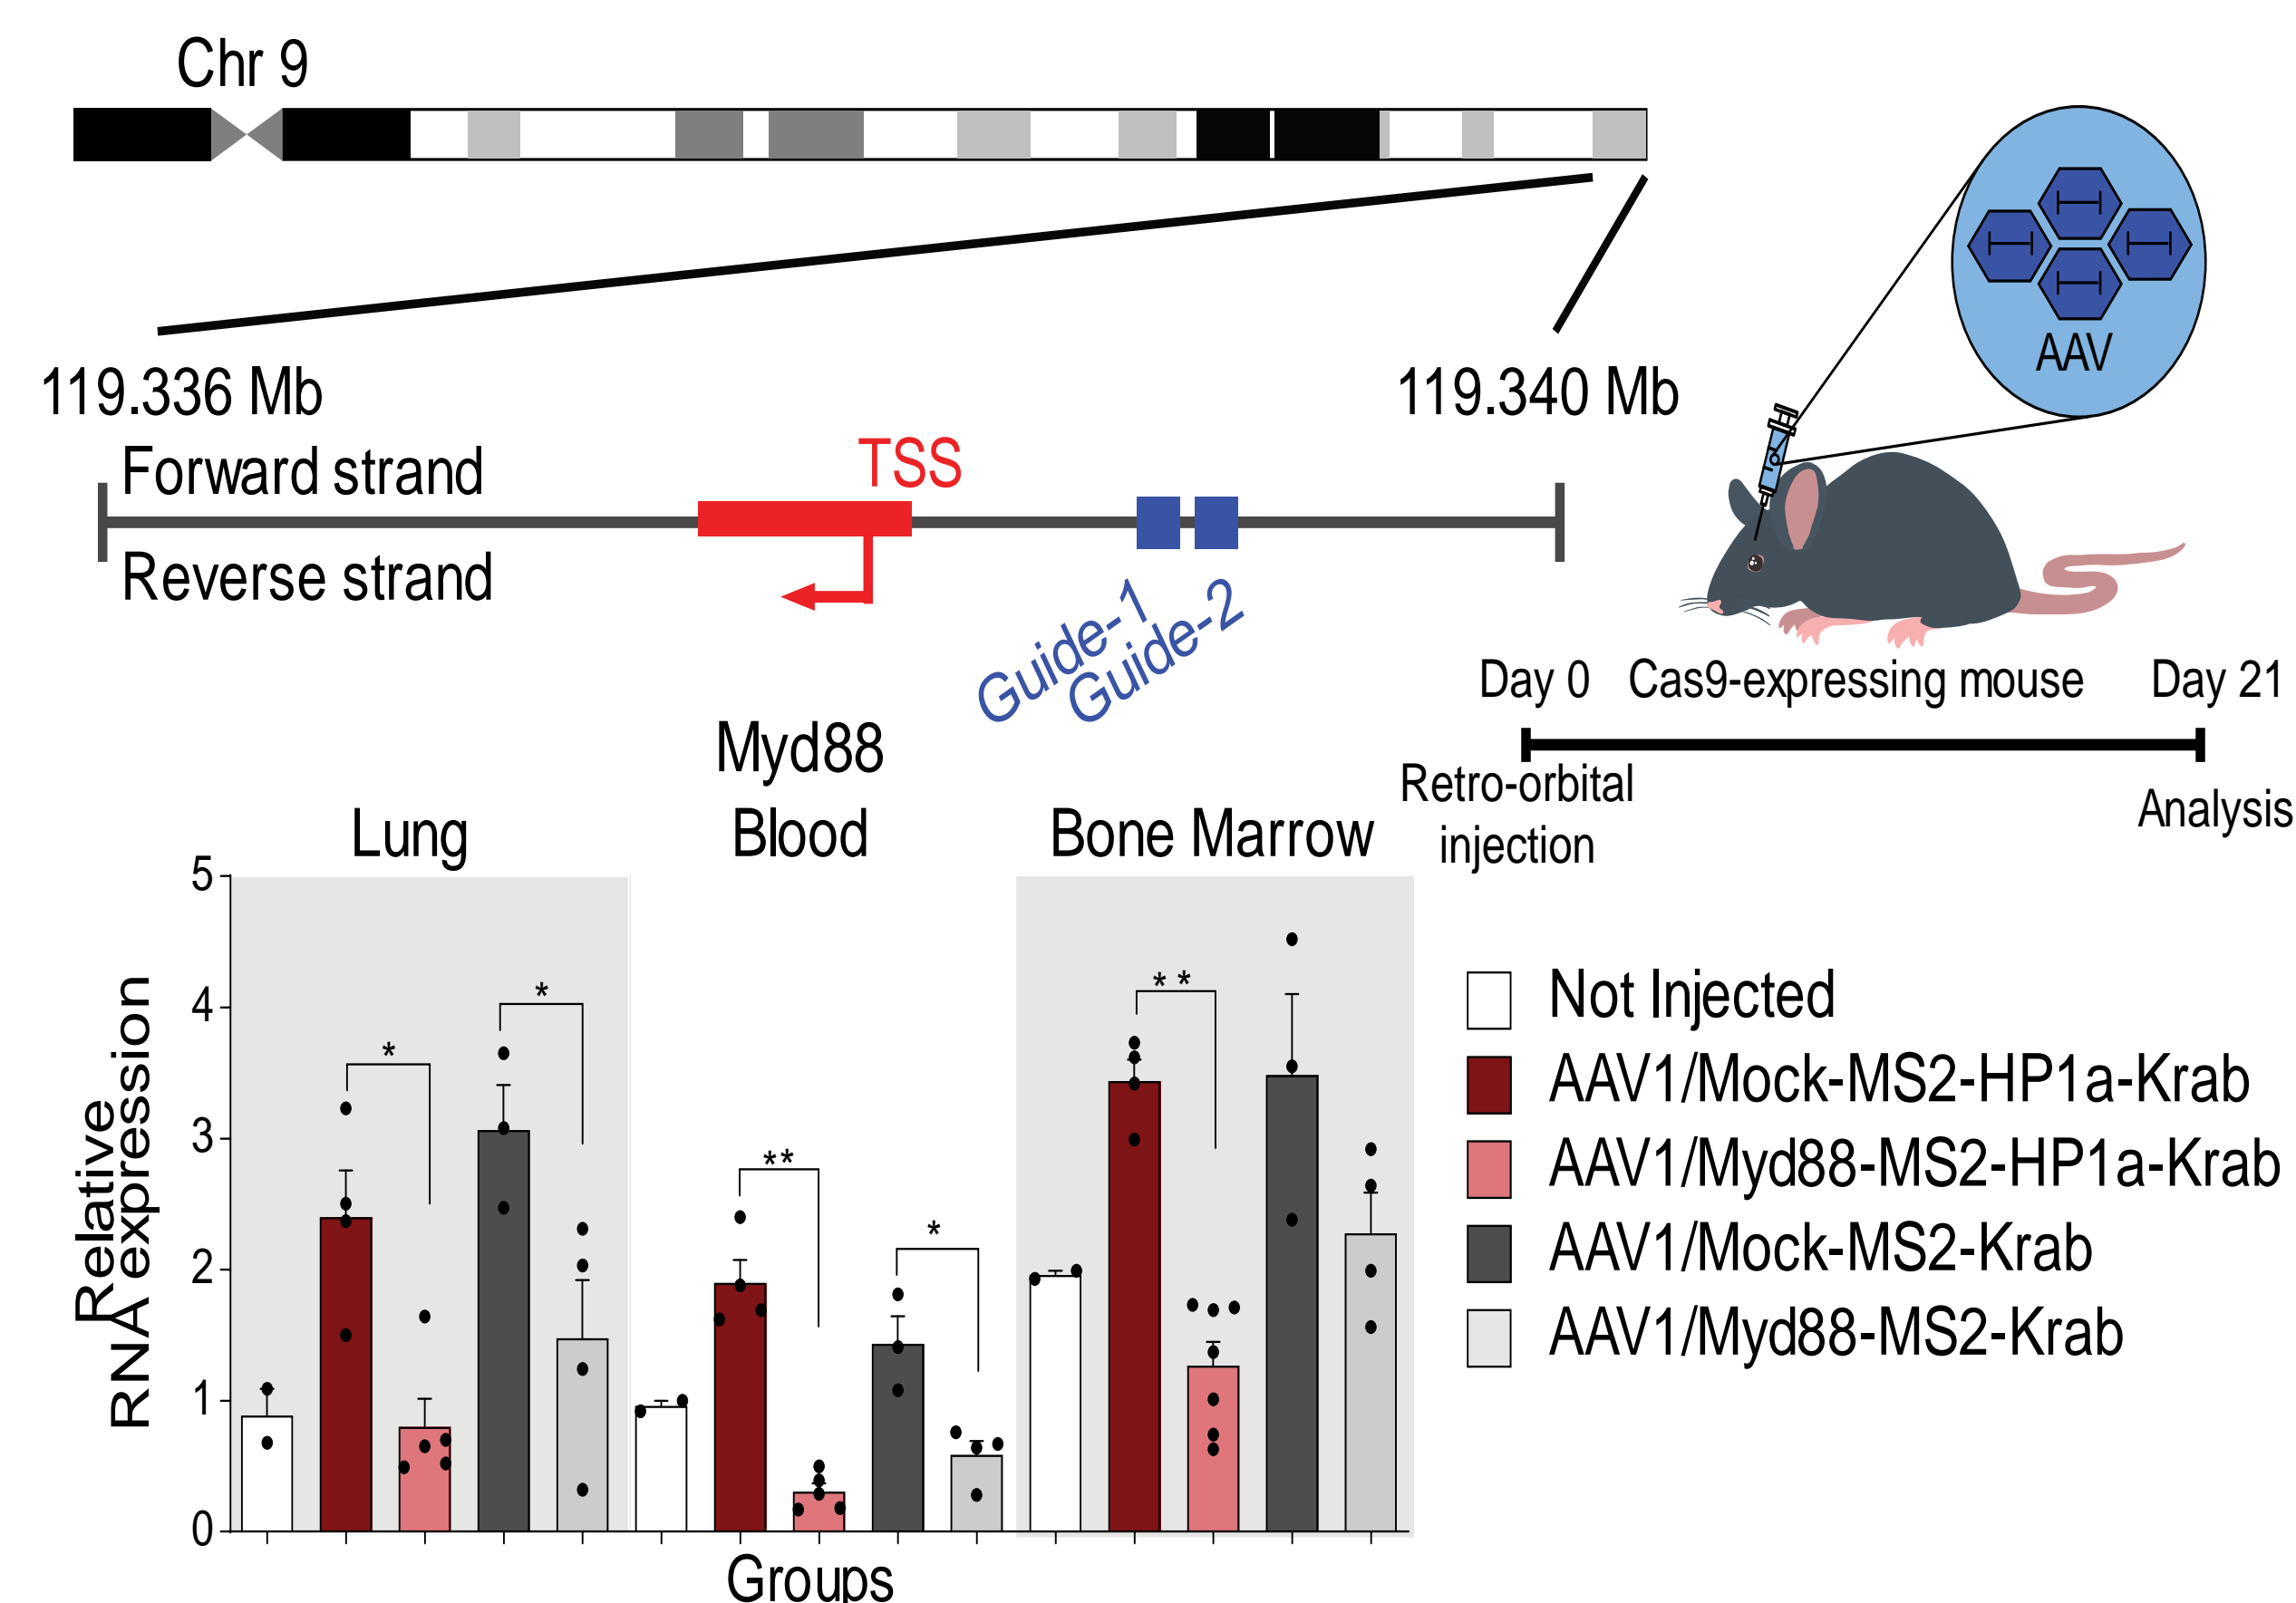 Chr 9
119.336 Mb
119.340 Mb
AAV
Forward strand
TSS
Reverse strand
Guide-1
Guide-2
Myd88
Day 0
Cas9-expressing mouse
Day 21
Retro-orbital
injection
Analysis
Lung
Blood
Bone Marrow
5
4
3
2
1
0
Relative
RNA expression
*
*
**
*
* *
Groups
Not Injected
AAV1/Mock-MS2-HP1a-Krab
AAV1/Myd88-MS2-HP1a-Krab
AAV1/Mock-MS2-Krab
AAV1/Myd88-MS2-Krab